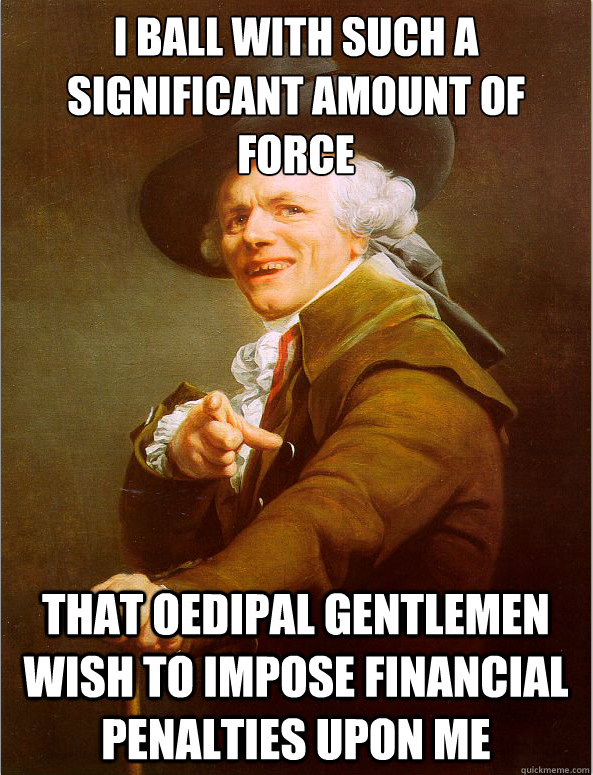 I BALL WITH SUCH A
SIGNIFICANT AMOUNT OF
FORCE
THAT OEDIPAL GENTLEMEN
WISH TO IMPOSE FINANCIAL
PENALTIES UPON ME
quickmeme.com